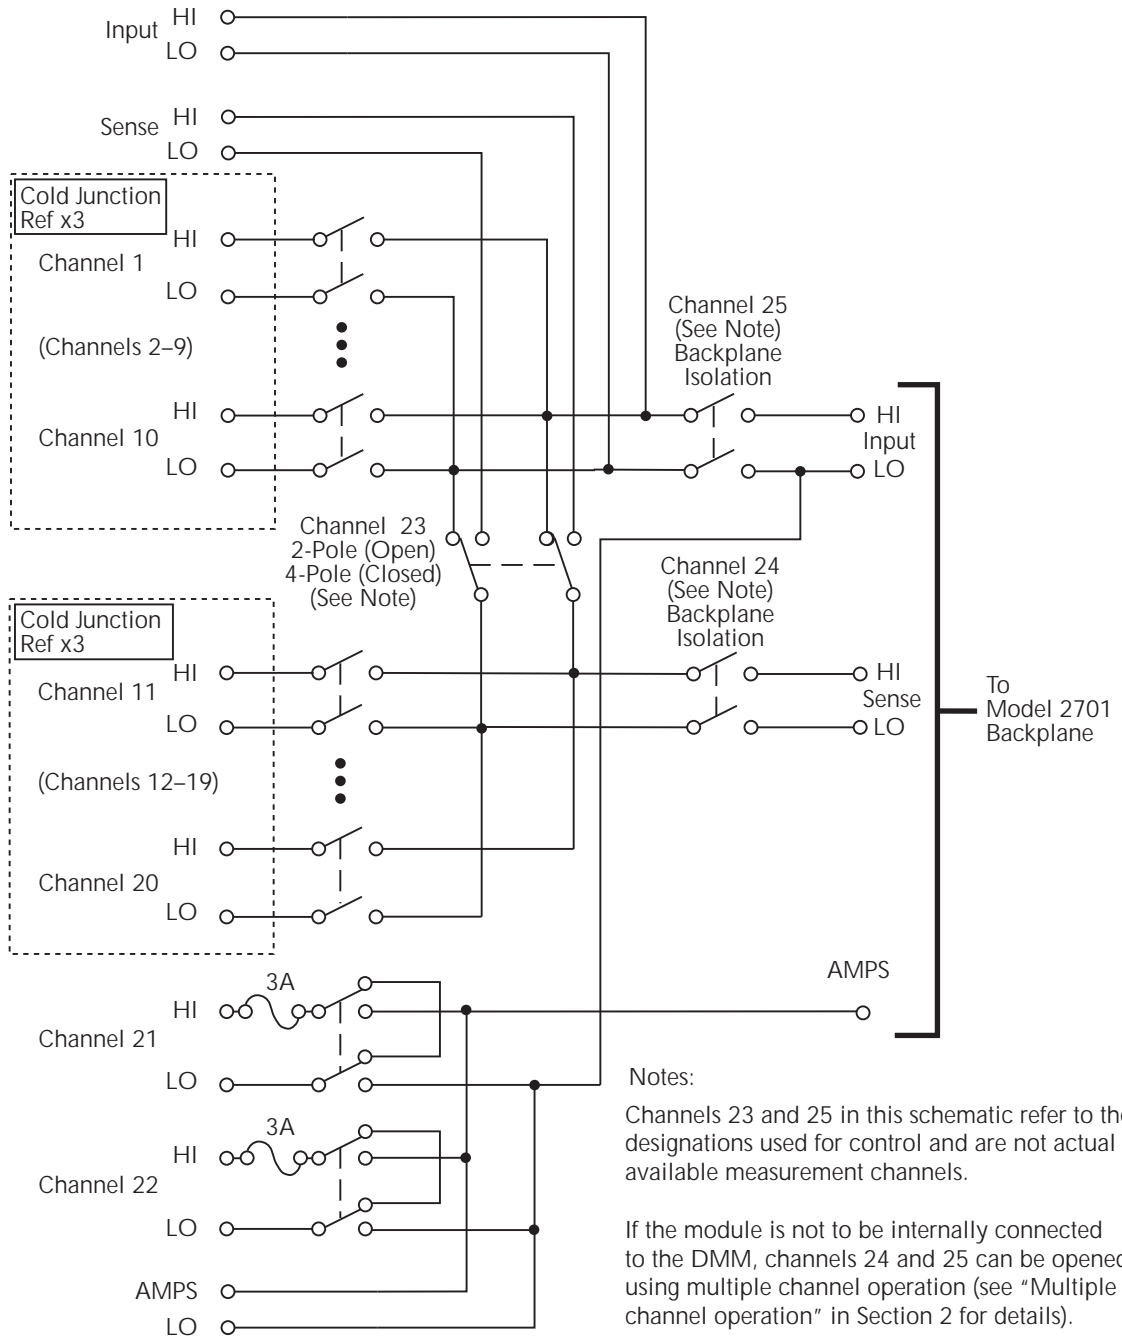 Input HI
LO
Sense HI
LO
Cold Junction
Ref x3
HI
Channel 1
LO
(Channels 2–9)
HI
Channel 10
LO
Channel 25
(See Note)
Backplane
Isolation
HI
Input
LO
Channel 23
2-Pole (Open)
4-Pole (Closed)
(See Note)
Channel 24
(See Note)
Backplane
Isolation
Cold Junction
Ref x3
HI
Channel 11
LO
(Channels 12–19)
HI
Channel 20
LO
HI
Sense
LO
To
Model 2701
Backplane
AMPS
3A
HI
Channel 21
LO
3A
HI
Channel 22
LO
AMPS
LO
Notes:
Channels 23 and 25 in this schematic refer to the
designations used for control and are not actual
available measurement channels.
If the module is not to be internally connected
to the DMM, channels 24 and 25 can be opened
using multiple channel operation (see "Multiple
channel operation" in Section 2 for details).